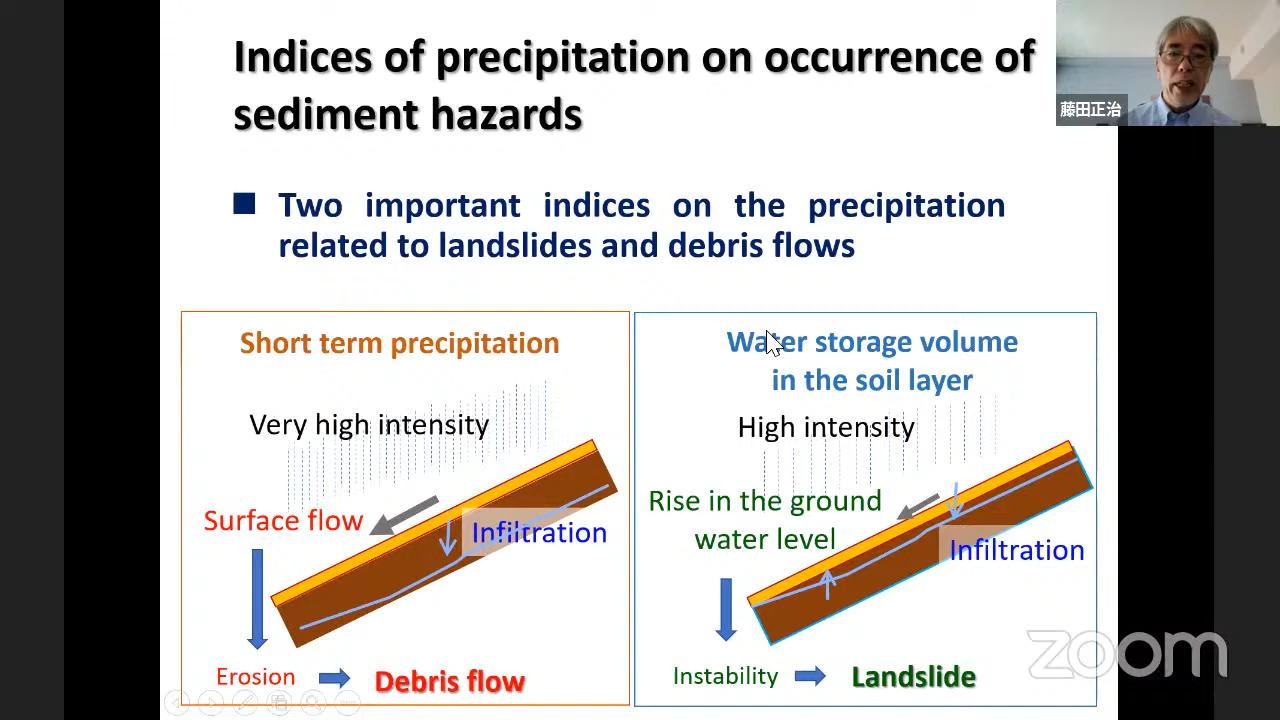 Indices of precipitation on occurrence of
sediment hazards
藤田正治
Two important indices on the precipitation
related to landslides and debris flows
Short term precipitation
Very high intensity
Surface flow
Infiltration
Erosion
Debris flow
Water storage volume
in the soil layer
High intensity
Rise in the ground
water level
Infiltration
Instability
Landslide
zoom